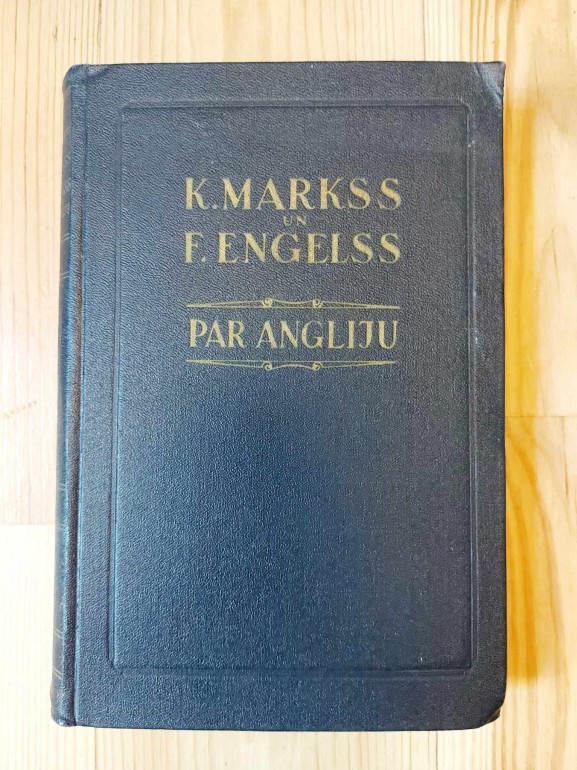 K. MARKSS
UN
F. ENGELSS
PAR ANGLIJU